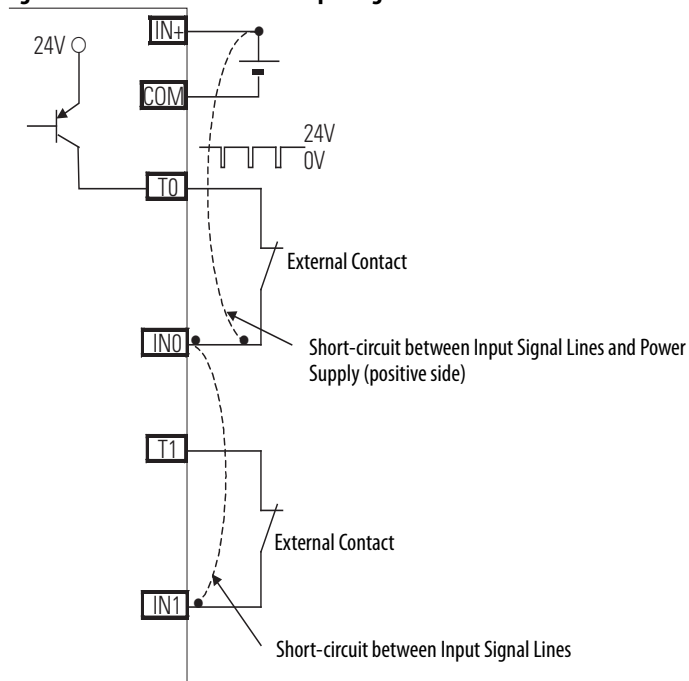 IN+
24V
COM
24V
0V
T0
External Contact
IN0
Short-circuit between Input Signal Lines and Power
Supply (positive side)
T1
External Contact
IN1
Short-circuit between Input Signal Lines